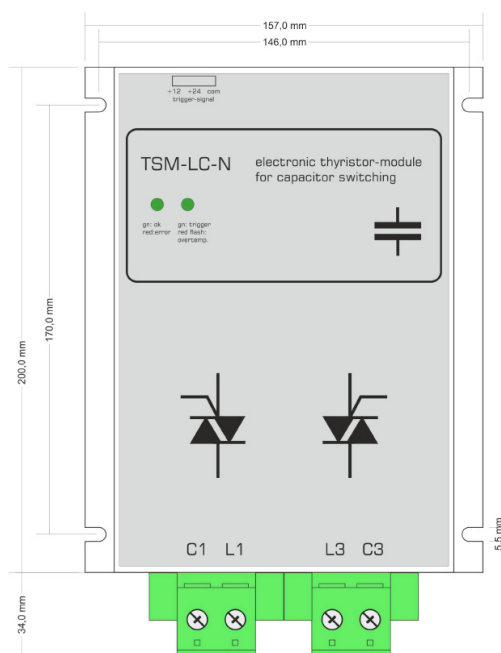 157,0 mm
146,0 mm
+12 +24 com
trigger-signal
TSM-LC-N
electronic thyristor-module
for capacitor switching
gn: ok
red:error
gn: trigger
red flash:
overtemp.
170,0 mm
200,0 mm
C1 L1 L3 C3
5,5 mm
34,0 mm